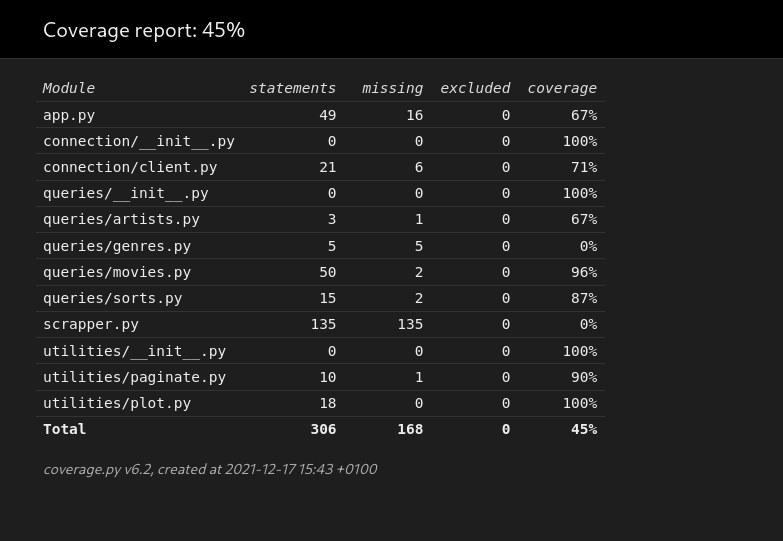 Coverage report: 45%
Module statements missing excluded coverage
app.py 49 16 0 67%
connection/__init__.py 0 0 0 100%
connection/client.py 21 6 0 71%
queries/__init__.py 0 0 0 100%
queries/artists.py 3 1 0 67%
queries/genres.py 5 5 0 0%
queries/movies.py 50 2 0 96%
queries/sorts.py 15 2 0 87%
scrapper.py 135 135 0 0%
utilities/__init__.py 0 0 0 100%
utilities/paginate.py 10 1 0 90%
utilities/plot.py 18 0 0 100%
Total 306 168 0 45%
coverage.py v6.2, created at 2021-12-17 15:43 +0100